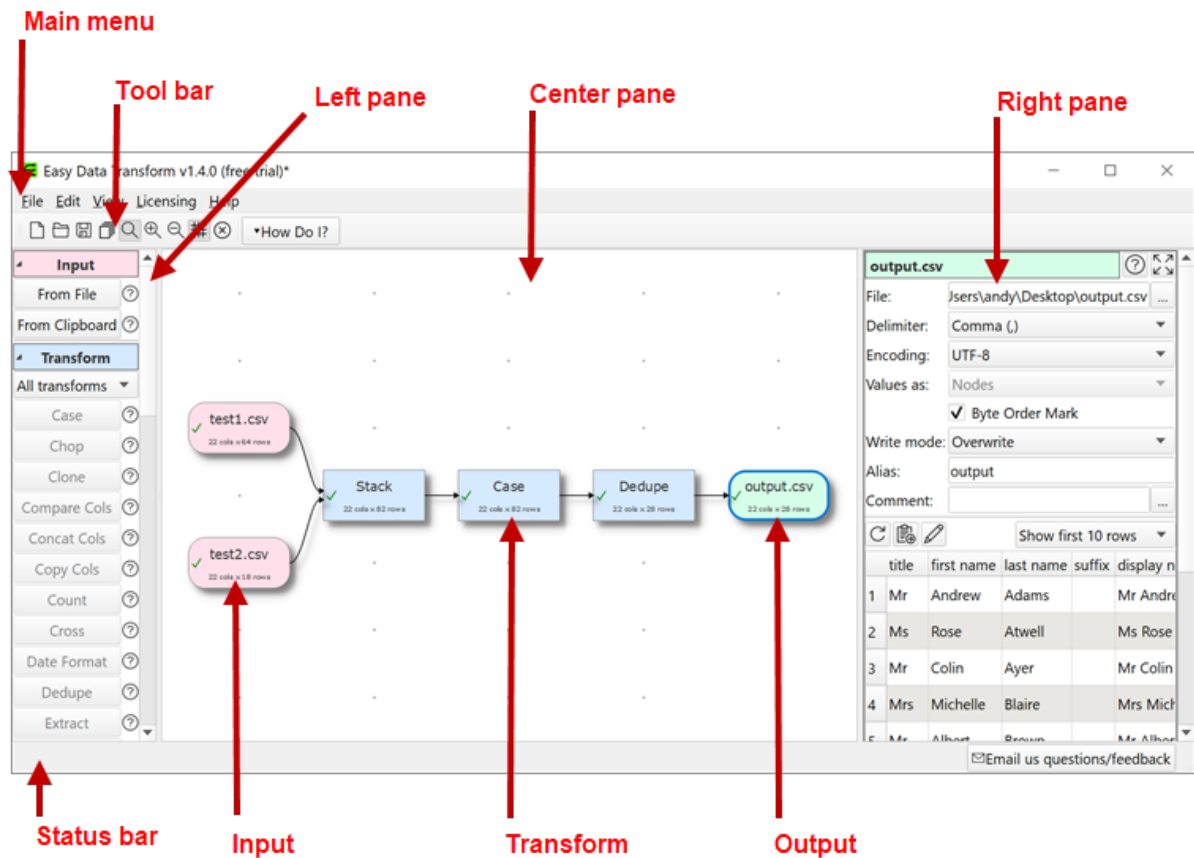 Main menu
Tool bar
Left pane
Center pane
Right pane
Easy Data Transform v1.4.0 (free trial)*
File Edit View Licensing Help
How Do I?
Input
From File
From Clipboard
Transform
All transforms
Case
Chop
Clone
Compare Cols
Concat Cols
Copy Cols
Count
Cross
Date Format
Dedupe
Extract
test1.csv
22 cols x 64 rows
test2.csv
22 cols x 18 rows
Stack
22 cols x 82 rows
Case
22 cols x 82 rows
Dedupe
22 cols x 28 rows
output.csv
22 cols x 28 rows
output.csv
File: Jsers\andy\Desktop\output.csv ...
Delimiter: Comma (,)
Encoding: UTF-8
Values as: Nodes
Byte Order Mark
Write mode: Overwrite
Alias: output
Comment: ...
Show first 10 rows
title first name last name suffix display n
1 Mr Andrew Adams Mr Andre
2 Ms Rose Atwell Ms Rose
3 Mr Colin Ayer Mr Colin
4 Mrs Michelle Blaire Mrs Mich
5 Mr Albert Brown Mr Alber
Email us questions/feedback
Status bar
Input
Transform
Output